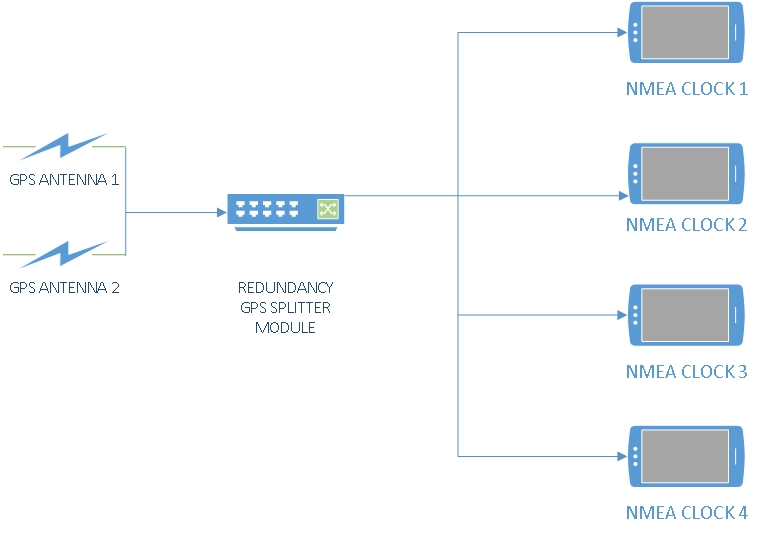 NMEA CLOCK 1
GPS ANTENNA 1
NMEA CLOCK 2
GPS ANTENNA 2
REDUNDANCY
GPS SPLITTER
MODULE
NMEA CLOCK 3
NMEA CLOCK 4